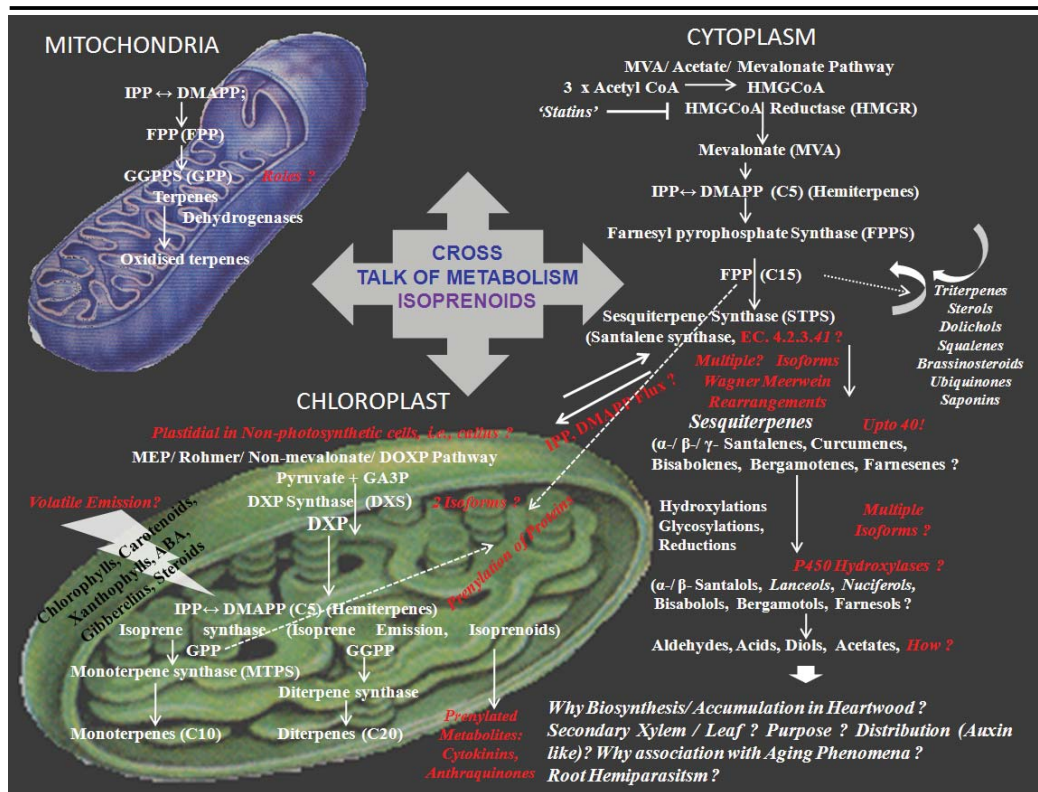 MITOCHONDRIA
IPP ↔ DMAPP;
FPP (FPP)
GGPPS (GPP) Roles ?
Terpenes
Dehydrogenases
Oxidised terpenes
CYTOPLASM
MVA/ Acetate/ Mevalonate Pathway
3 x Acetyl CoA HMGCoA
‘Statins’ HMGCoA Reductase (HMGR)
Mevalonate (MVA)
IPP↔ DMAPP (C5) (Hemiterpenes)
Farnesyl pyrophosphate Synthase (FPPS)
FPP (C15)
Triterpenes
Sterols
Dolichols
Squalenes
Brassinosteroids
Ubiquinones
Saponins
Sesquiterpene Synthase (STPS)
(Santalene synthase, EC. 4.2.3.41 ?
Multiple? Isoforms
Wagner Meerwein
Rearrangements
Sesquiterpenes Upto 40!
(α-/ β-/ γ- Santalenes, Curcumenes,
Bisabolenes, Bergamotenes, Farnesenes ?
Hydroxylations
Glycosylations,
Reductions
Multiple
Isoforms ?
P450 Hydroxylases ?
(α-/ β- Santalols, Lanceols, Nuciferols,
Bisabolols, Bergamotols, Farnesols ?
Aldehydes, Acids, Diols, Acetates, How ?
Why Biosynthesis/ Accumulation in Heartwood ?
Secondary Xylem / Leaf ? Purpose ? Distribution (Auxin
like)? Why association with Aging Phenomena ?
Root Hemiparasitsm ?
CROSS
TALK OF METABOLISM
ISOPRENOIDS
IPP, DMAPP Flux ?
CHLOROPLAST
Plastidial in Non-photosynthetic cells, i.e., callus ?
MEP/ Rohmer/ Non-mevalonate/ DOXP Pathway
Pyruvate + GA3P
DXP Synthase (DXS) 2 Isoforms ?
DXP
Volatile Emission?
Chlorophylls, Carotenoids,
Xanthophylls, ABA,
Gibberelins, Steroids
Prenylation of Proteins
IPP↔ DMAPP (C5) (Hemiterpenes)
Isoprene synthase (Isoprene Emission, Isoprenoids)
GPP GGPP
Monoterpene synthase (MTPS)
Diterpene synthase
Monoterpenes (C10) Diterpenes (C20)
Prenylated
Metabolites:
Cytokinins,
Anthraquinones